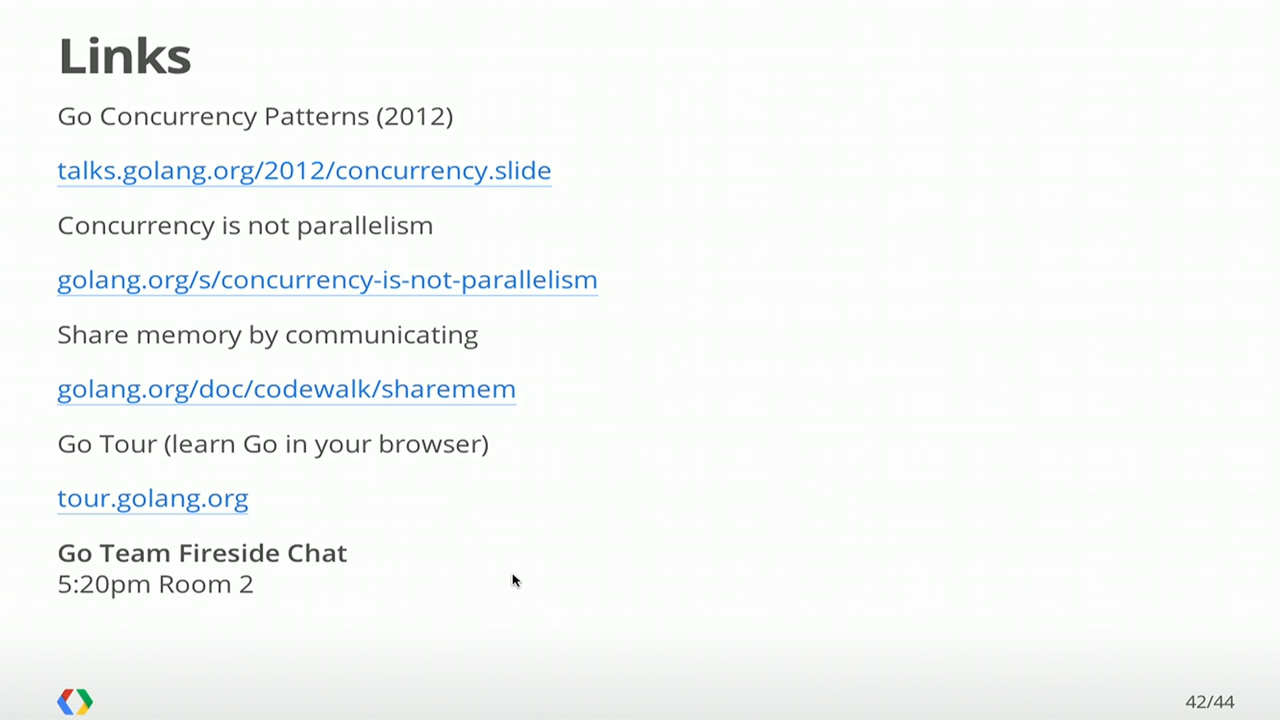 Links
Go Concurrency Patterns (2012)
talks.golang.org/2012/concurrency.slide
Concurrency is not parallelism
golang.org/s/concurrency-is-not-parallelism
Share memory by communicating
golang.org/doc/codewalk/sharemem
Go Tour (learn Go in your browser)
tour.golang.org
Go Team Fireside Chat
5:20pm Room 2
42/44